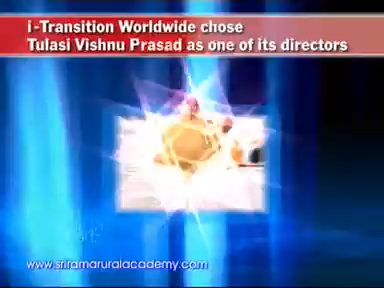 i-Transition Worldwide chose
Tulasi Vishnu Prasad as one of its directors
www.sriramaruralacademy.com